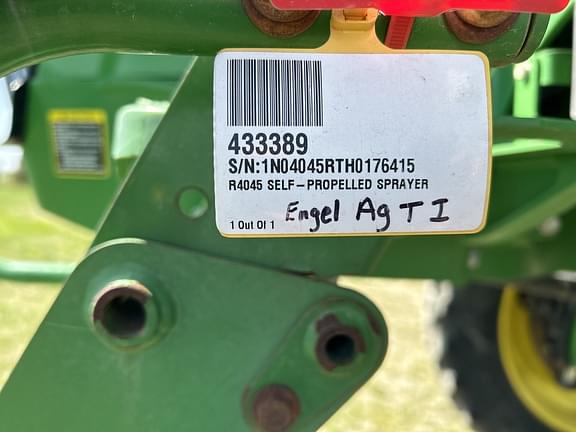 433389
S/N:1N04045RTH0176415
R4045 SELF-PROPELLED SPRAYER
1 Out Of 1 Engel Ag T I